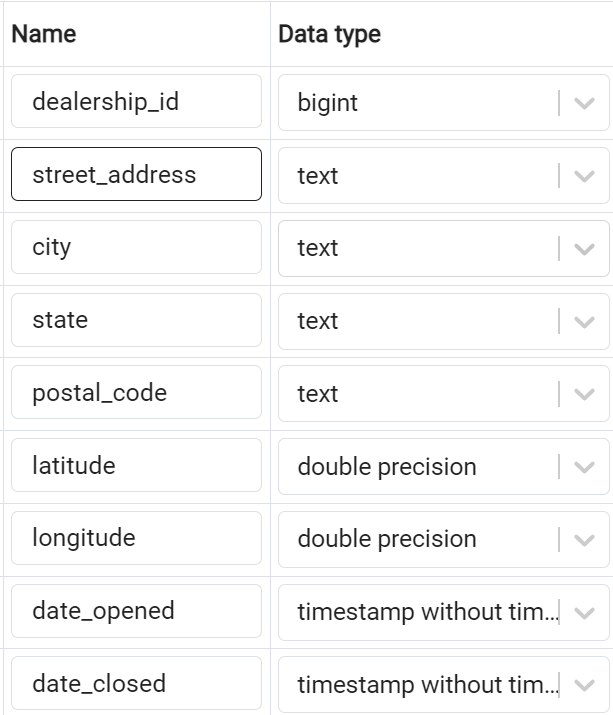 Name Data type
dealership_id bigint
street_address text
city text
state text
postal_code text
latitude double precision
longitude double precision
date_opened timestamp without tim...
date_closed timestamp without tim...